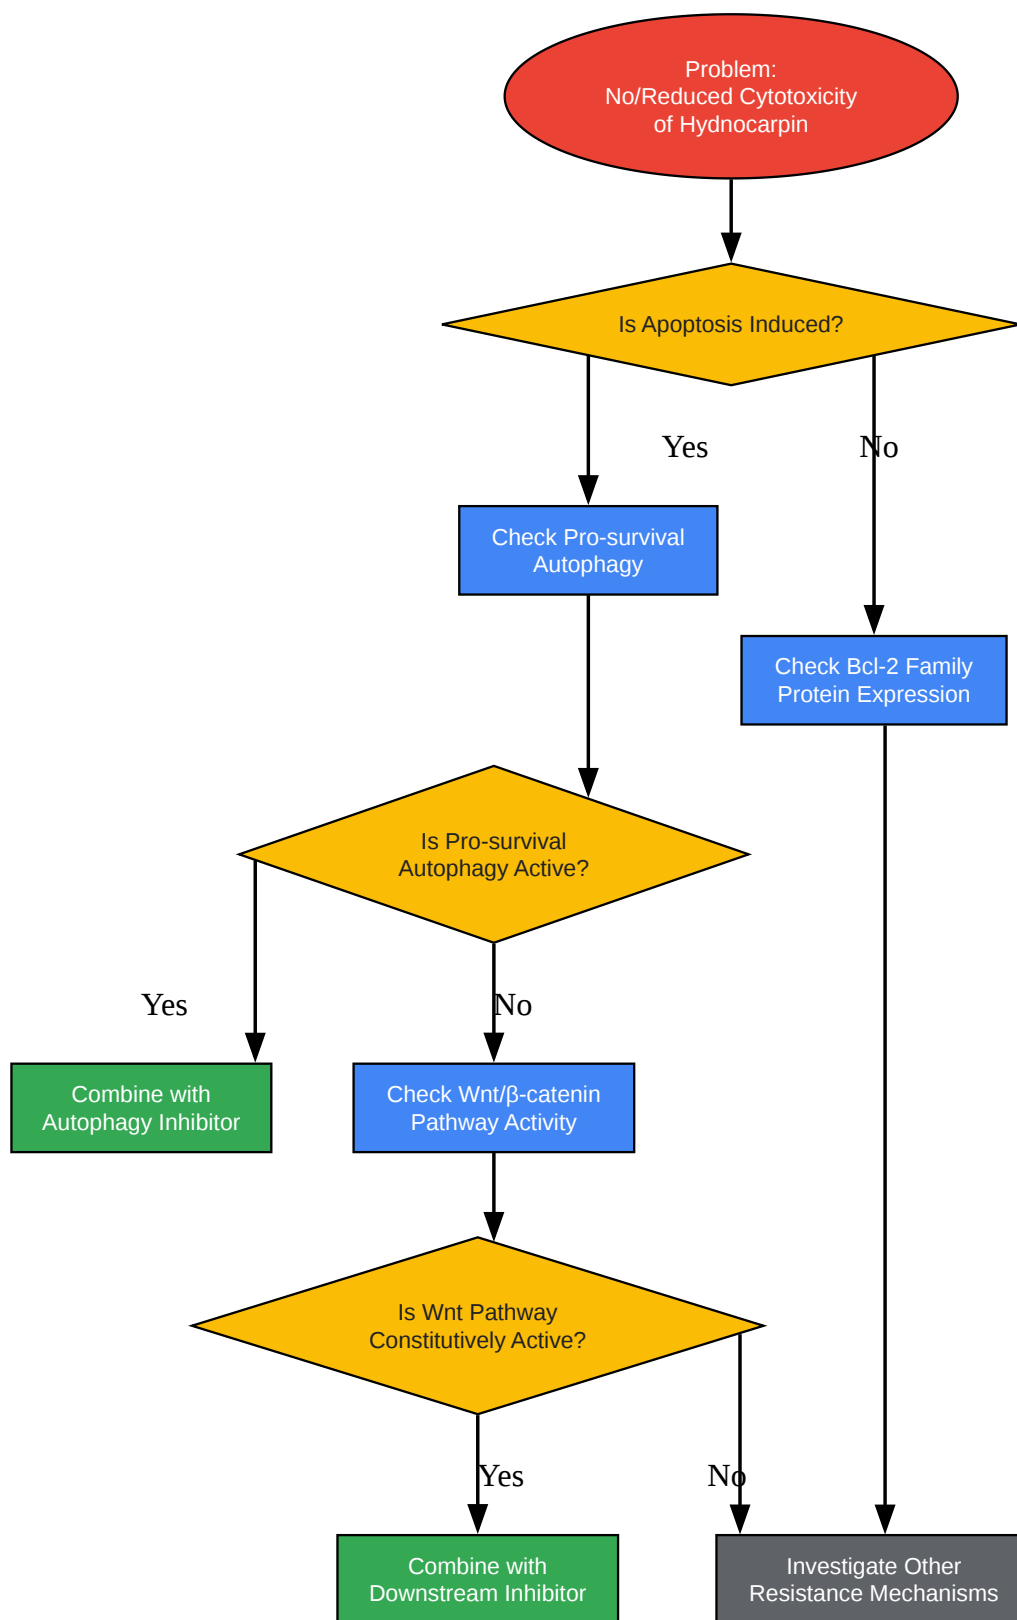 Problem:
No/Reduced Cytotoxicity
of Hydnocarpin
Is Apoptosis Induced?
Yes
No
Check Pro-survival
Autophagy
Check Bcl-2 Family
Protein Expression
Is Pro-survival
Autophagy Active?
Yes
No
Combine with
Autophagy Inhibitor
Check Wnt/β-catenin
Pathway Activity
Is Wnt Pathway
Constitutively Active?
Yes
No
Combine with
Downstream Inhibitor
Investigate Other
Resistance Mechanisms